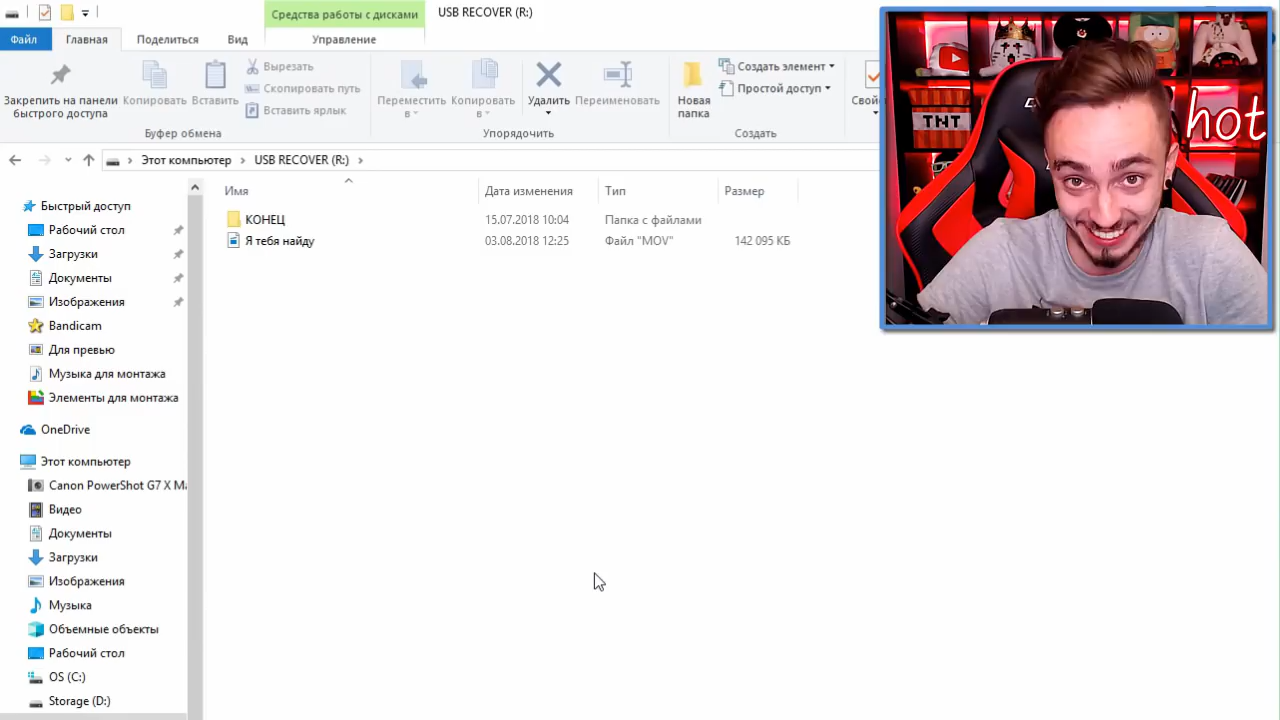 Средства работы с дисками
USB RECOVER (R:)
Файл
Главная
Поделиться
Вид
Управление
Закрепить на панели быстрого доступа
Копировать
Вставить
Вырезать
Скопировать путь
Вставить ярлык
Буфер обмена
Переместить в
Копировать в
Удалить
Переименовать
Упорядочить
Новая папка
Создать элемент
Простой доступ
Создать
Этот компьютер
USB RECOVER (R:)
Имя
Дата изменения
Тип
Размер
КОНЕЦ
15.07.2018 10:04
Папка с файлами
Я тебя найду
03.08.2018 12:25
Файл "MOV"
142 095 КБ
Быстрый доступ
Рабочий стол
Загрузки
Документы
Изображения
Bandicam
Для превью
Музыка для монтажа
Элементы для монтажа
OneDrive
Этот компьютер
Canon PowerShot G7 X Ma
Видео
Документы
Загрузки
Изображения
Музыка
Объемные объекты
Рабочий стол
OS (C:)
Storage (D:)
TNT
hot